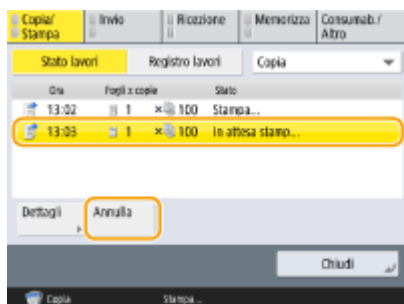 Copia/ Stampa
Invio
Ricezione
Memorizza
Consumab./ Altro
Stato lavori
Registro lavori
Copia
Ora
Fogli x copie
Stato
13:02 1 × 100 Stampa...
13:03 1 × 100 In attesa stamp...
Dettagli
Annulla
Chiudi
Copia
Stampa...